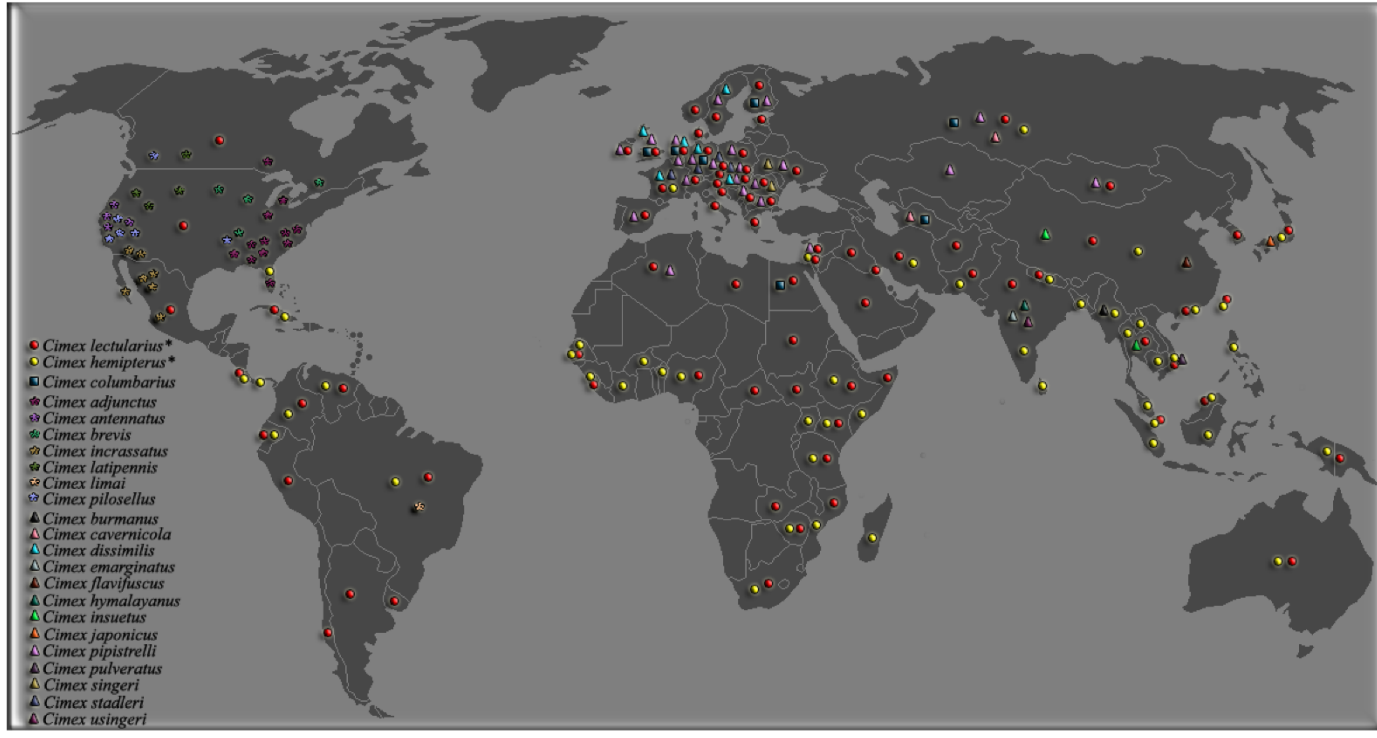 Cimex lectularius*
Cimex hemipterus*
Cimex columbarius
Cimex adjunctus
Cimex antennatus
Cimex brevis
Cimex incrassatus
Cimex latipennis
Cimex limai
Cimex pilosellus
Cimex burmanus
Cimex cavernicola
Cimex dissimilis
Cimex emarginatus
Cimex flavifuscus
Cimex hymalayanus
Cimex insuetus
Cimex japonicus
Cimex pipistrelli
Cimex pulveratus
Cimex singeri
Cimex stadleri
Cimex usingeri